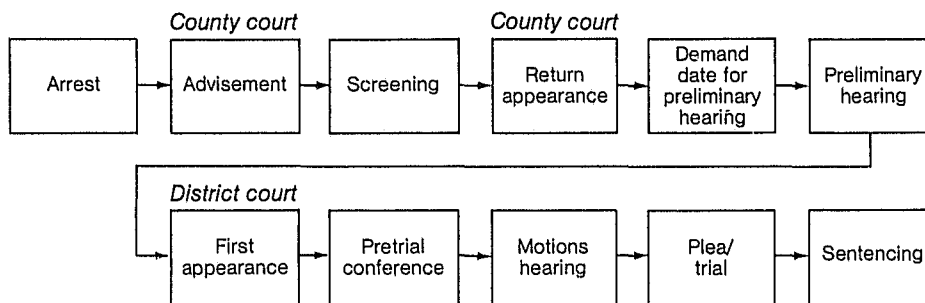 County court
County court
Arrest
Advisement
Screening
Return
appearance
Demand
date for
preliminary
hearing
Preliminary
hearing
District court
First
appearance
Pretrial
conference
Motions
hearing
Plea/
trial
Sentencing